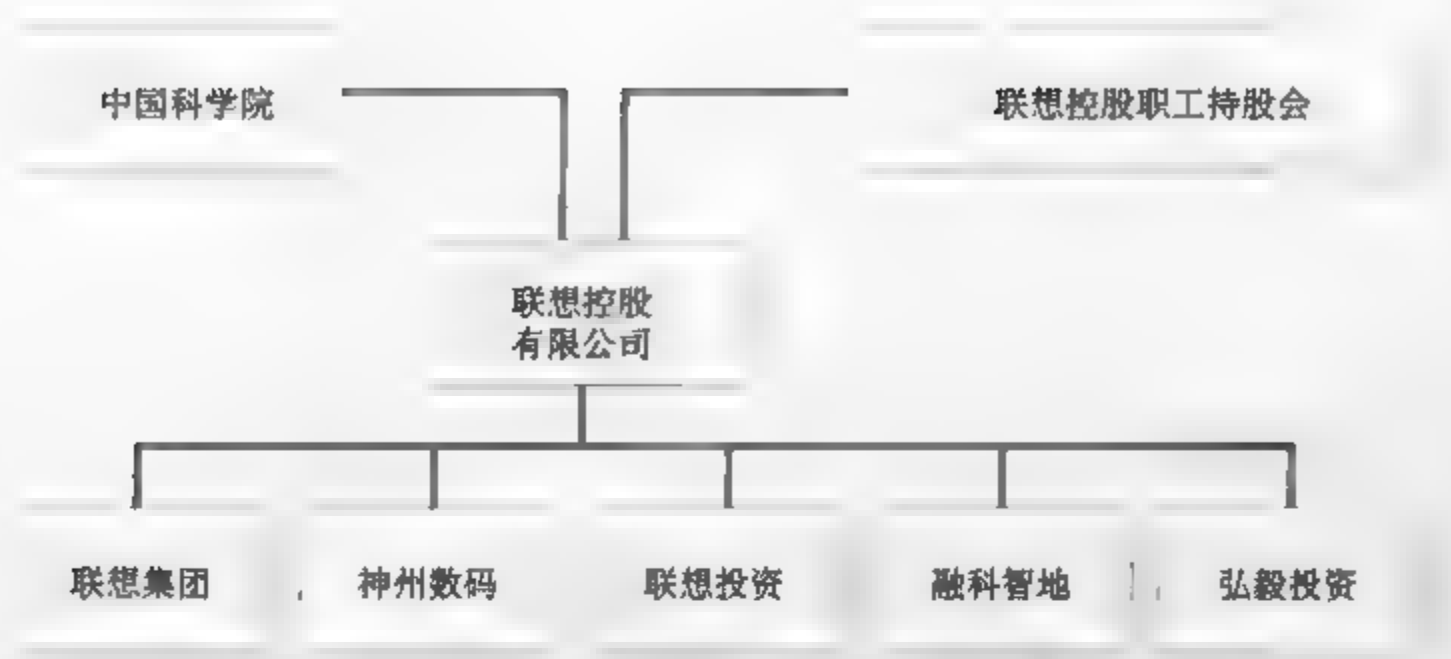 中国科学院
联想控股职工持股会
联想控股
有限公司
联想集团
神州数码
联想投资
融科智地
弘毅投资